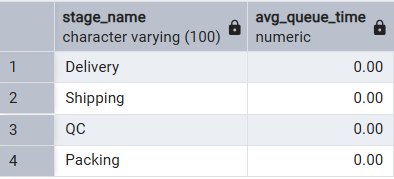 stage_name avg_queue_time
character varying (100) numeric
1 Delivery 0.00
2 Shipping 0.00
3 QC 0.00
4 Packing 0.00